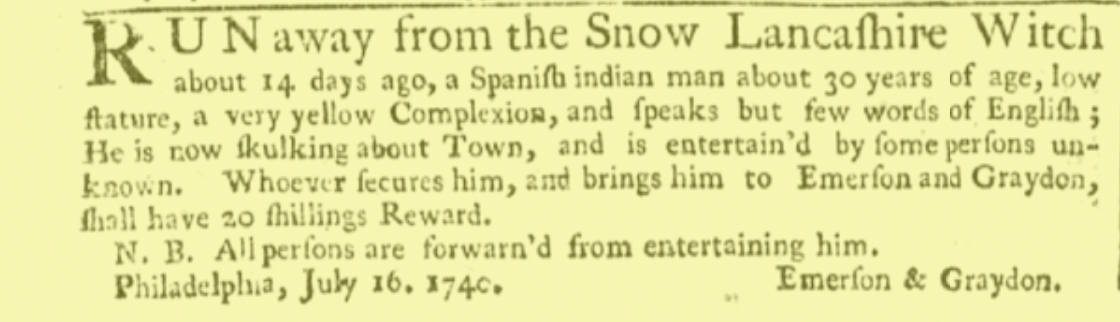 RUN away from the Snow Lancaſhire Witch
about 14 days ago, a Spaniſh indian man about 30 years of age, low
ſtature, a very yellow Complexion, and ſpeaks but few words of Engliſh;
He is now ſkulking about Town, and is entertain'd by ſome perſons un-
known. Whoever ſecures him, and brings him to Emerſon and Graydon,
ſhall have 20 ſhillings Reward.
N. B. All perſons are forwarn'd from entertaining him.
Philadelphia, July 16. 1740. Emerſon & Graydon.